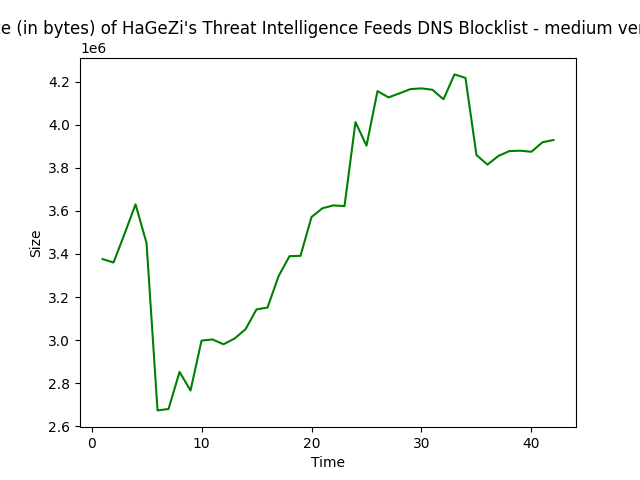 (in bytes) of HaGeZi's Threat Intelligence Feeds DNS Blocklist - medium
1e6
4.2
4.0
3.8
3.6
3.4
3.2
3.0
2.8
2.6
Size
0 10 20 30 40
Time